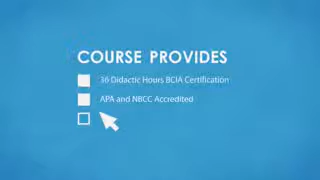 COURSE PROVIDES
36 Didactic Hours BCIA Certification
APA and NBCC Accredited